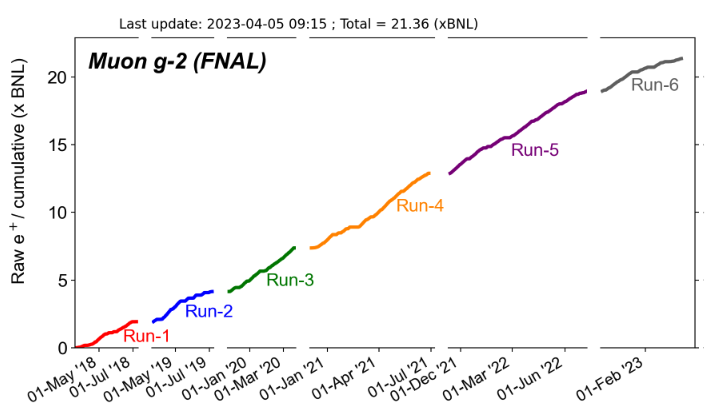 Last update: 2023-04-05 09:15 ; Total = 21.36 (xBNL)
Muon g-2 (FNAL)
Raw e+ / cumulative (x BNL)
20
15
10
5
0
Run-1
Run-2
Run-3
Run-4
Run-5
Run-6
01-May '18
01-Jul '18
01-May '19
01-Jul '19
01-Jan '20
01-Mar '20
01-Jan '21
01-Apr '21
01-Jul '21
01-Dec '21
01-Mar '22
01-Jun '22
01-Feb '23